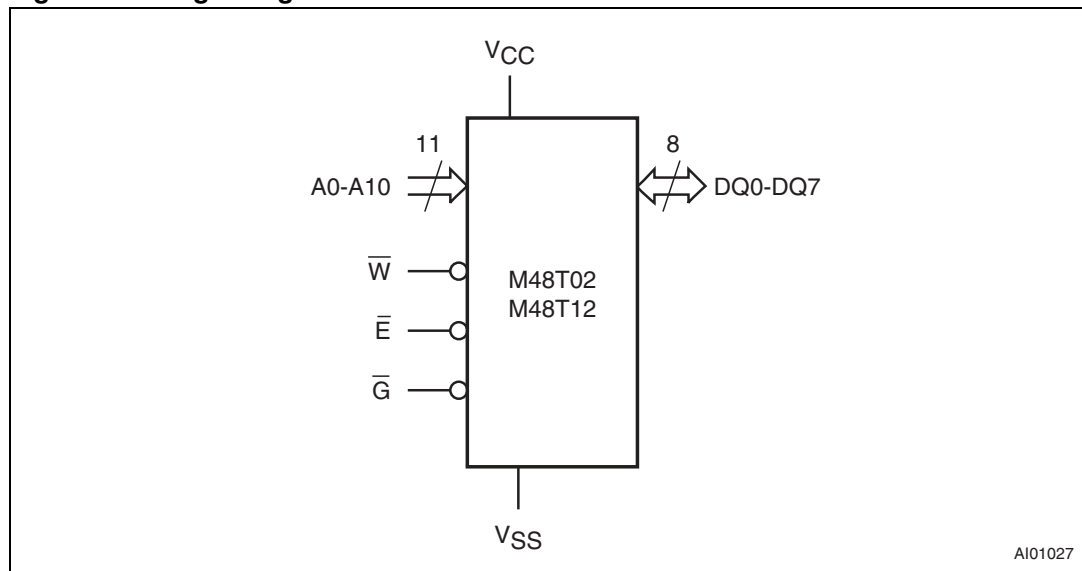 VCC
11
8
A0-A10
DQ0-DQ7
W̅
M48T02
M48T12
E̅
G̅
VSS
AI01027